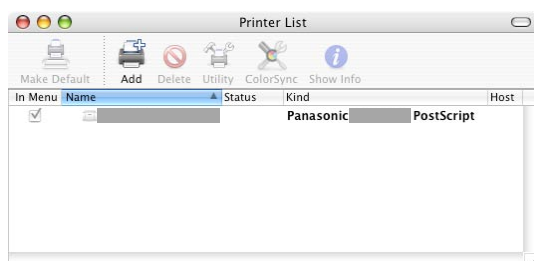 Printer List
Make Default Add Delete Utility ColorSync Show Info
In Menu Name Status Kind Host
Panasonic PostScript